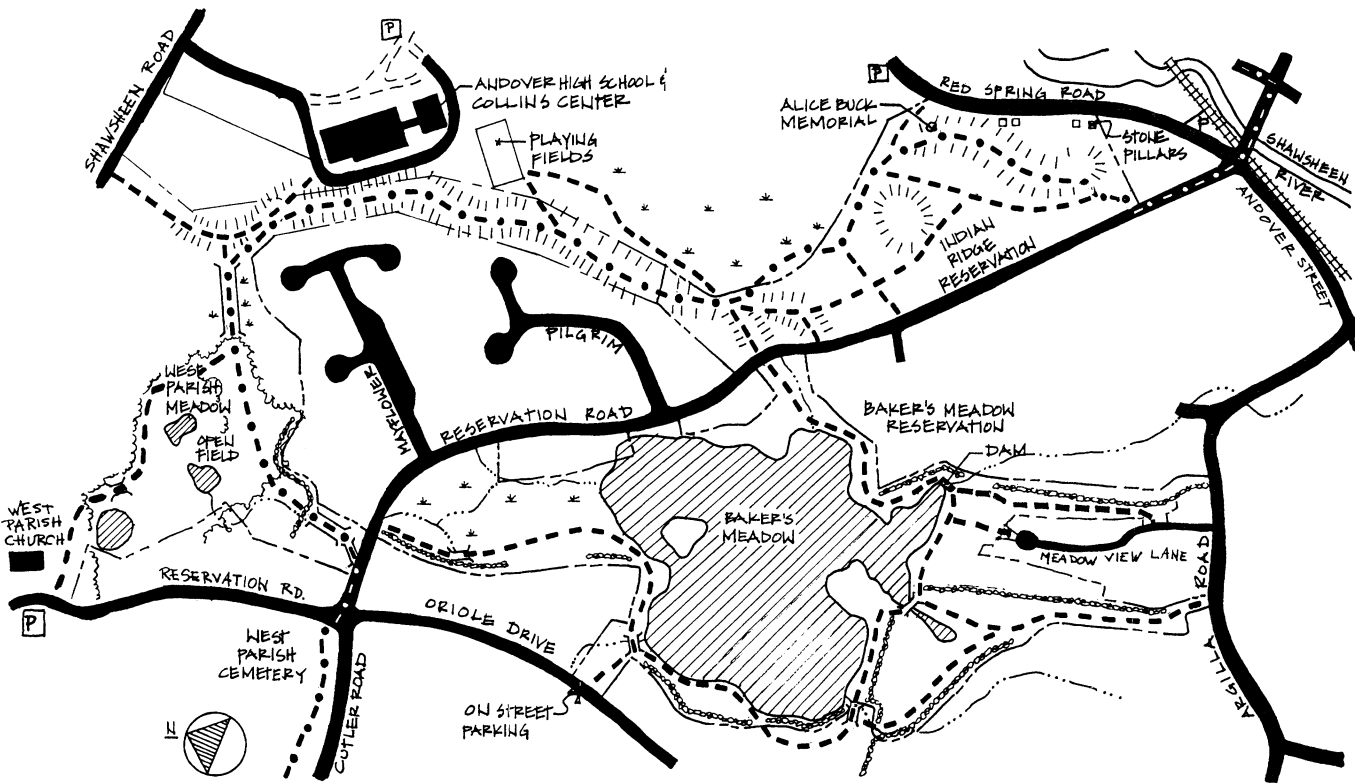 P
SHAWSHEEN ROAD
ANDOVER HIGH SCHOOL &
COLLINS CENTER
PLAYING
FIELDS
P
RED SPRING ROAD
ALICE BUCK
MEMORIAL
STONE
PILLARS
P
SHAWSHEEN
RIVER
ANDOVER STREET
INDIAN
RIDGE
RESERVATION
PILGRIM
MAYFLOWER
RESERVATION ROAD
WEST
PARISH
MEADOW
OPEN
FIELD
BAKER'S MEADOW
RESERVATION
DAM
BAKER'S
MEADOW
MEADOW VIEW LANE
WEST
PARISH
CHURCH
RESERVATION RD.
P
ORIOLE DRIVE
WEST
PARISH
CEMETERY
CUTLER ROAD
ON STREET
PARKING
ARGILLA ROAD
N